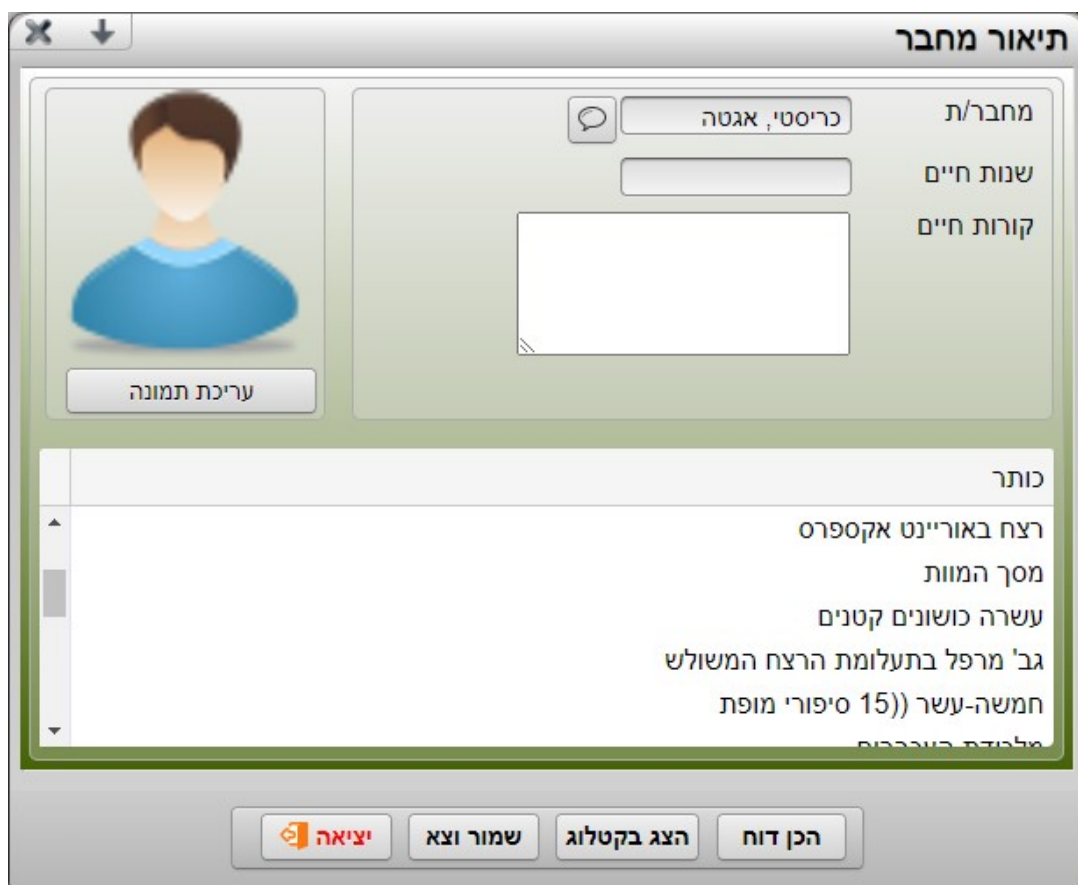 תיאור מחבר
מחבר/ת
כריסטי, אגטה
שנות חיים
קורות חיים
עריכת תמונה
כותר
רצח באוריינט אקספרס
מסך המוות
עשרה כושונים קטנים
גב' מרפל בתעלומת הרצח המשולש
חמשה-עשר ((15 סיפורי מופת
הכן דוח
הצג בקטלוג
שמור וצא
יציאה